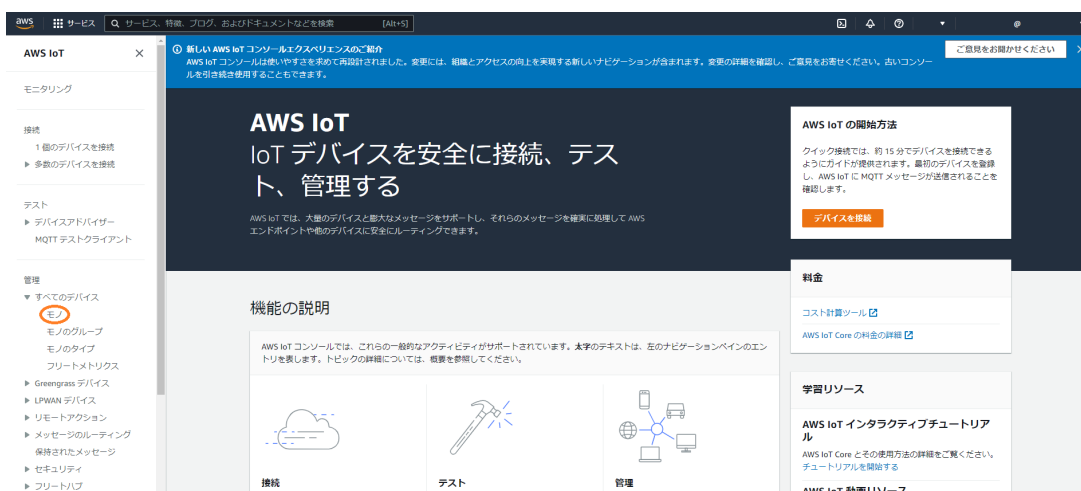 aws
サービス
サービス、特徴、ブログ、およびドキュメントなどを検索
[Alt+S]
@
AWS IoT
モニタリング
接続
1 個のデバイスを接続
多数のデバイスを接続
テスト
デバイスアドバイザー
MQTT テストクライアント
管理
すべてのデバイス
モノ
モノのグループ
モノのタイプ
フリートメトリクス
Greengrass デバイス
LPWAN デバイス
リモートアクション
メッセージのルーティング
保持されたメッセージ
セキュリティ
フリートハブ
新しい AWS IoT コンソールエクスペリエンスのご紹介
AWS IoT コンソールは使いやすさを求めて再設計されました。変更には、組織とアクセスの向上を実現する新しいナビゲーションが含まれます。変更の詳細を確認し、ご意見をお寄せください。古いコンソー
ルを引き続き使用することもできます。
ご意見をお聞かせください
AWS IoT
IoT デバイスを安全に接続、テス
ト、管理する
AWS IoT では、大量のデバイスと膨大なメッセージをサポートし、それらのメッセージを確実に処理して AWS
エンドポイントや他のデバイスに安全にルーティングできます。
AWS IoT の開始方法
クイック接続では、約 15 分でデバイスを接続できる
ようにガイドが提供されます。最初のデバイスを登録
し、AWS IoT に MQTT メッセージが送信されることを
確認します。
デバイスを接続
料金
コスト計算ツール
AWS IoT Core の料金の詳細
機能の説明
AWS IoT コンソールでは、これらの一般的なアクティビティがサポートされています。太字のテキストは、左のナビゲーションペインのエン
トリを表します。トピックの詳細については、概要を参照してください。
接続
テスト
管理
学習リソース
AWS IoT インタラクティブチュートリア
ル
AWS IoT Core とその使用方法の詳細をご覧ください。
チュートリアルを開始する
AWS IoT 動画リソース